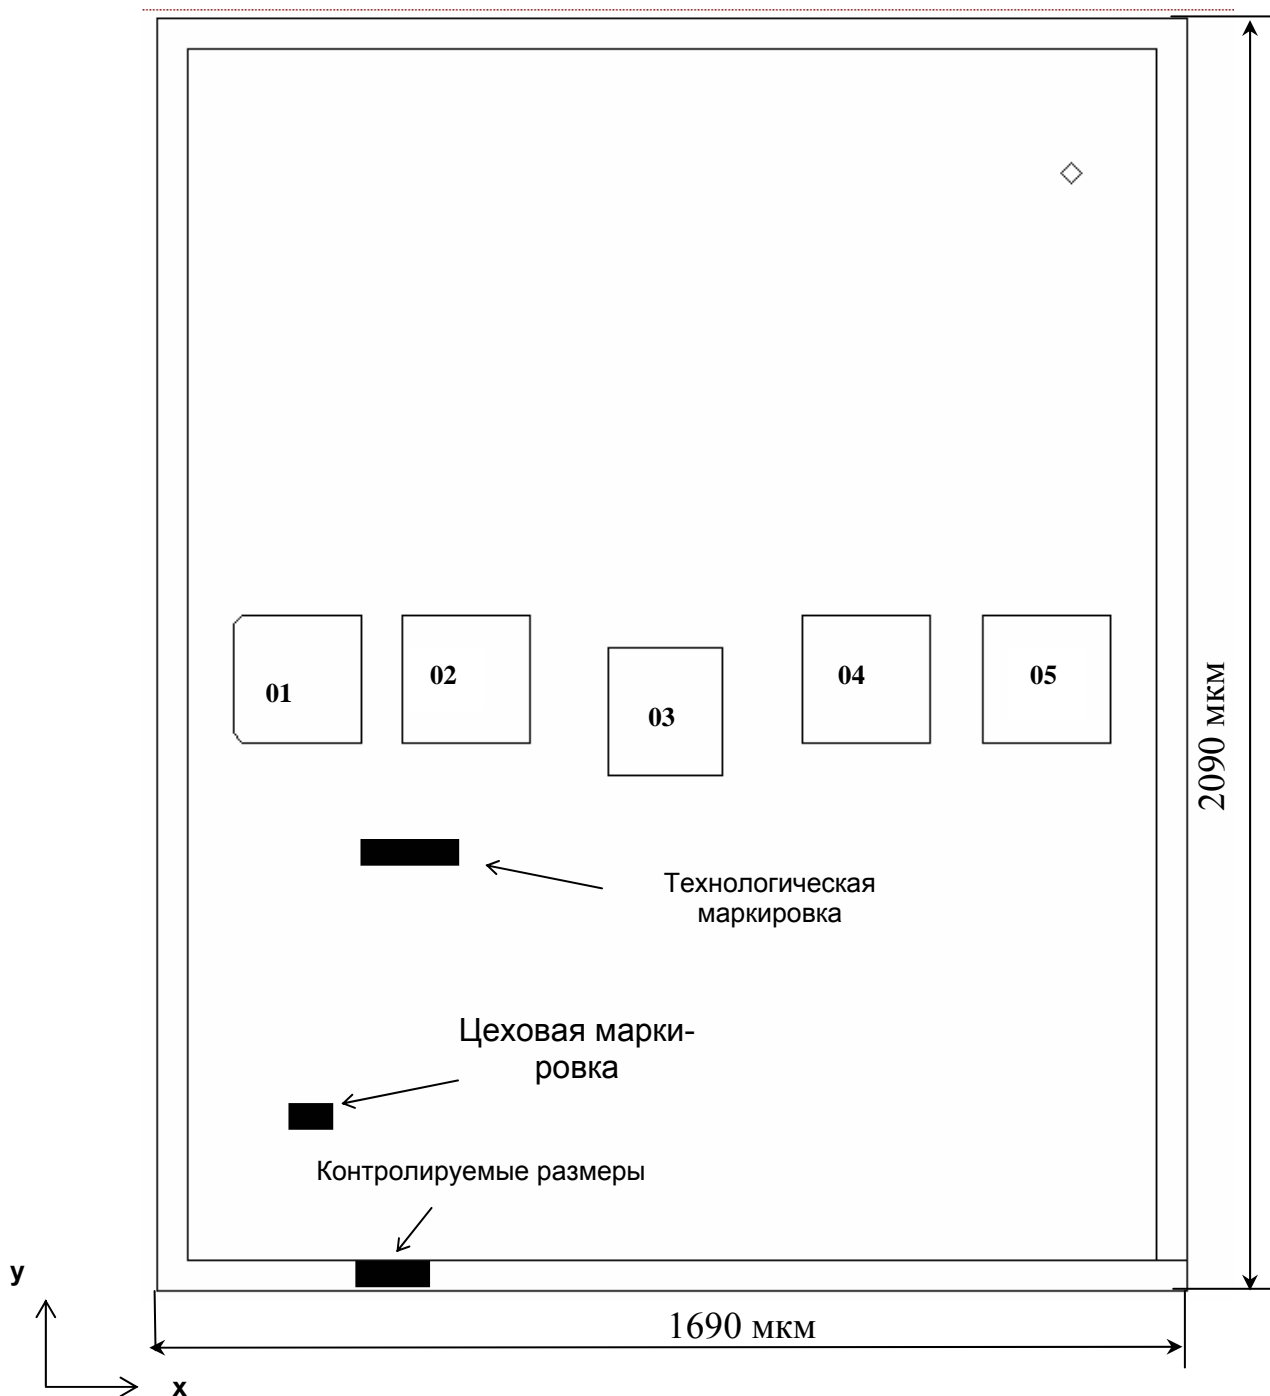 01
02
03
04
05
2090 мкм
Технологическая
маркировка
Цеховая марки-
ровка
Контролируемые размеры
y
1690 мкм
x